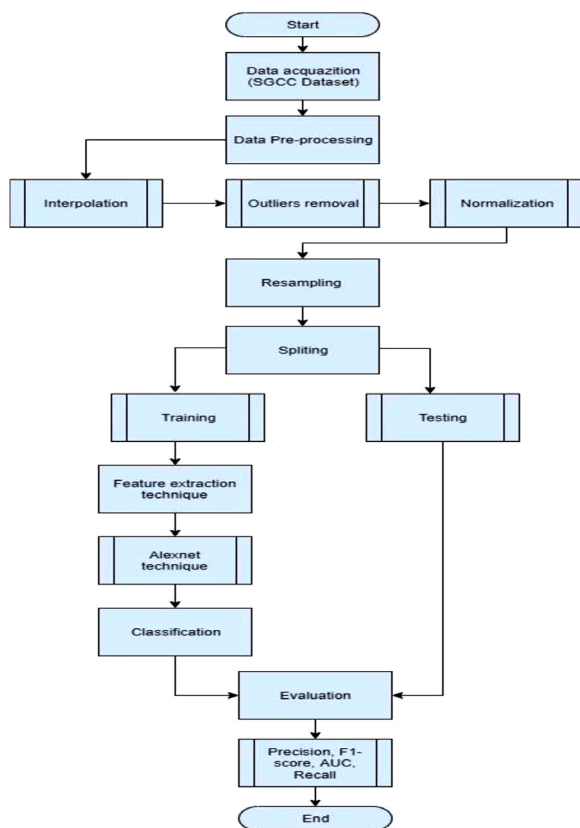 Start
Data acquazition
(SGCC Dataset)
Data Pre-processing
Interpolation
Outliers removal
Normalization
Resampling
Spliting
Training
Testing
Feature extraction
technique
Alexnet
technique
Classification
Evaluation
Precision, F1-
score, AUC,
Recall
End